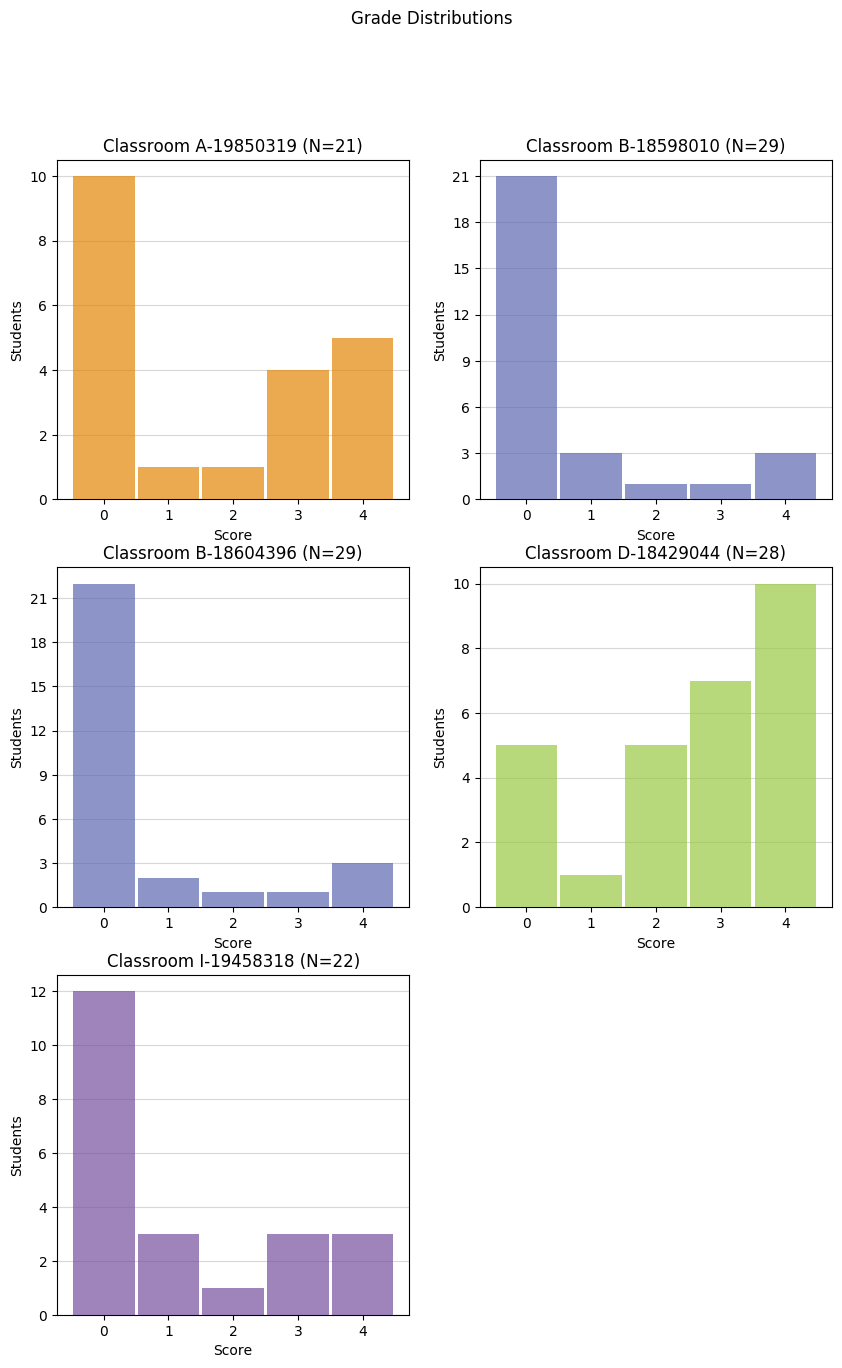 Grade Distributions
Classroom A-19850319 (N=21)
10
8
6
4
2
0
Students
0 1 2 3 4
Score
Classroom B-18598010 (N=29)
21
18
15
12
9
6
3
0
Students
0 1 2 3 4
Score
Classroom B-18604396 (N=29)
21
18
15
12
9
6
3
0
Students
0 1 2 3 4
Score
Classroom D-18429044 (N=28)
10
8
6
4
2
0
Students
0 1 2 3 4
Score
Classroom I-19458318 (N=22)
12
10
8
6
4
2
0
Students
0 1 2 3 4
Score